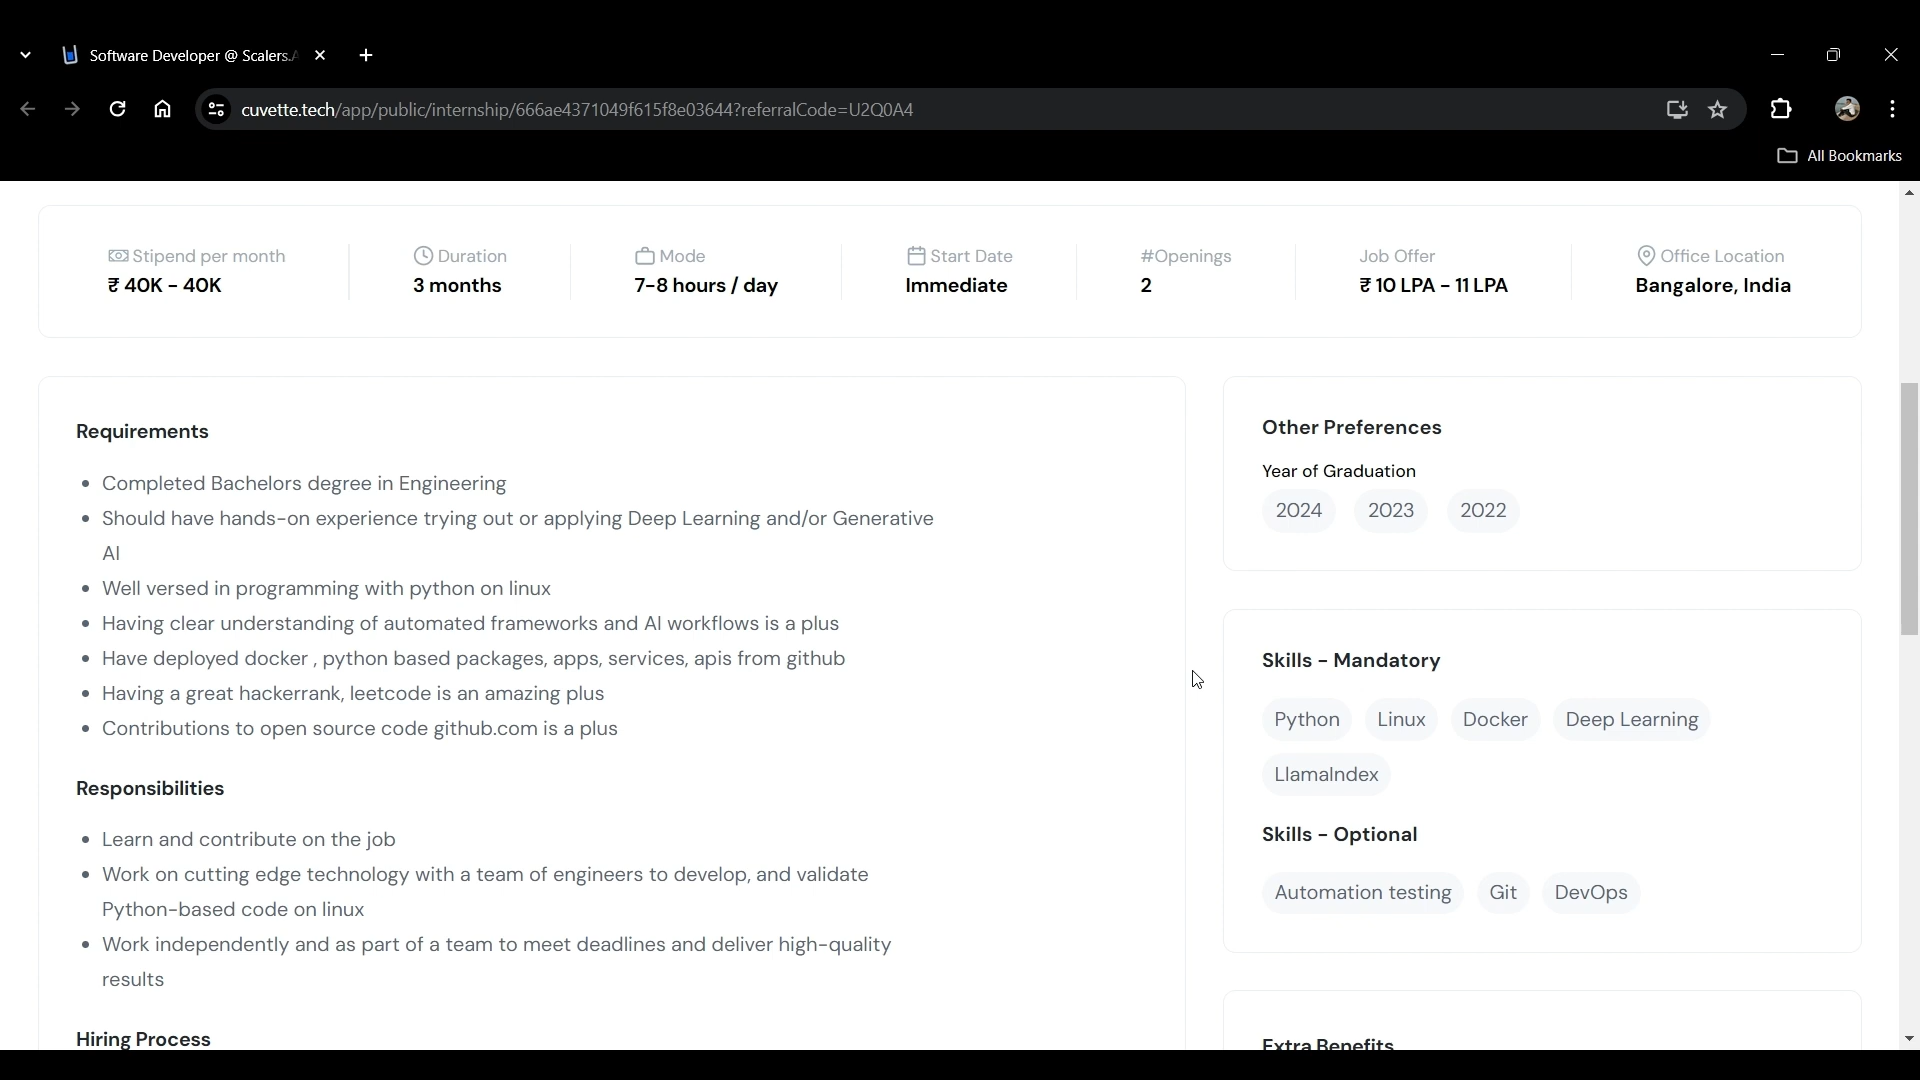 Software Developer @ Scalers.A
cuvette.tech/app/public/internship/666ae4371049f615f8e03644?referralCode=U2Q0A4
All Bookmarks
Stipend per month
₹ 40K - 40K
Duration
3 months
Mode
7-8 hours / day
Start Date
Immediate
#Openings
2
Job Offer
₹ 10 LPA - 11 LPA
Office Location
Bangalore, India
Requirements
• Completed Bachelors degree in Engineering
• Should have hands-on experience trying out or applying Deep Learning and/or Generative
AI
• Well versed in programming with python on linux
• Having clear understanding of automated frameworks and AI workflows is a plus
• Have deployed docker , python based packages, apps, services, apis from github
• Having a great hackerrank, leetcode is an amazing plus
• Contributions to open source code github.com is a plus
Responsibilities
• Learn and contribute on the job
• Work on cutting edge technology with a team of engineers to develop, and validate
Python-based code on linux
• Work independently and as part of a team to meet deadlines and deliver high-quality
results
Hiring Process
Other Preferences
Year of Graduation
2024 2023 2022
Skills - Mandatory
Python Linux Docker Deep Learning
LlamaIndex
Skills - Optional
Automation testing Git DevOps
Extra Benefits